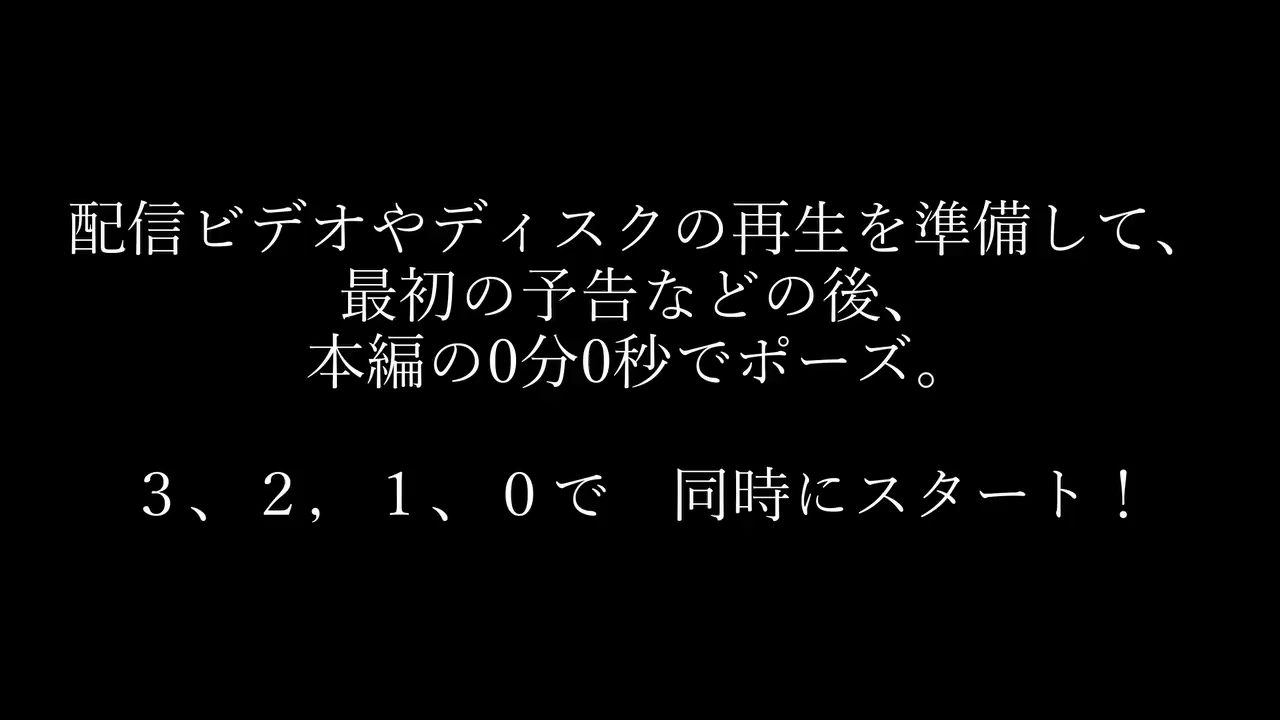 配信ビデオやディスクの再生を準備して、
最初の予告などの後、
本編の0分0秒でポーズ。
３、２，１、０で　同時にスタート！